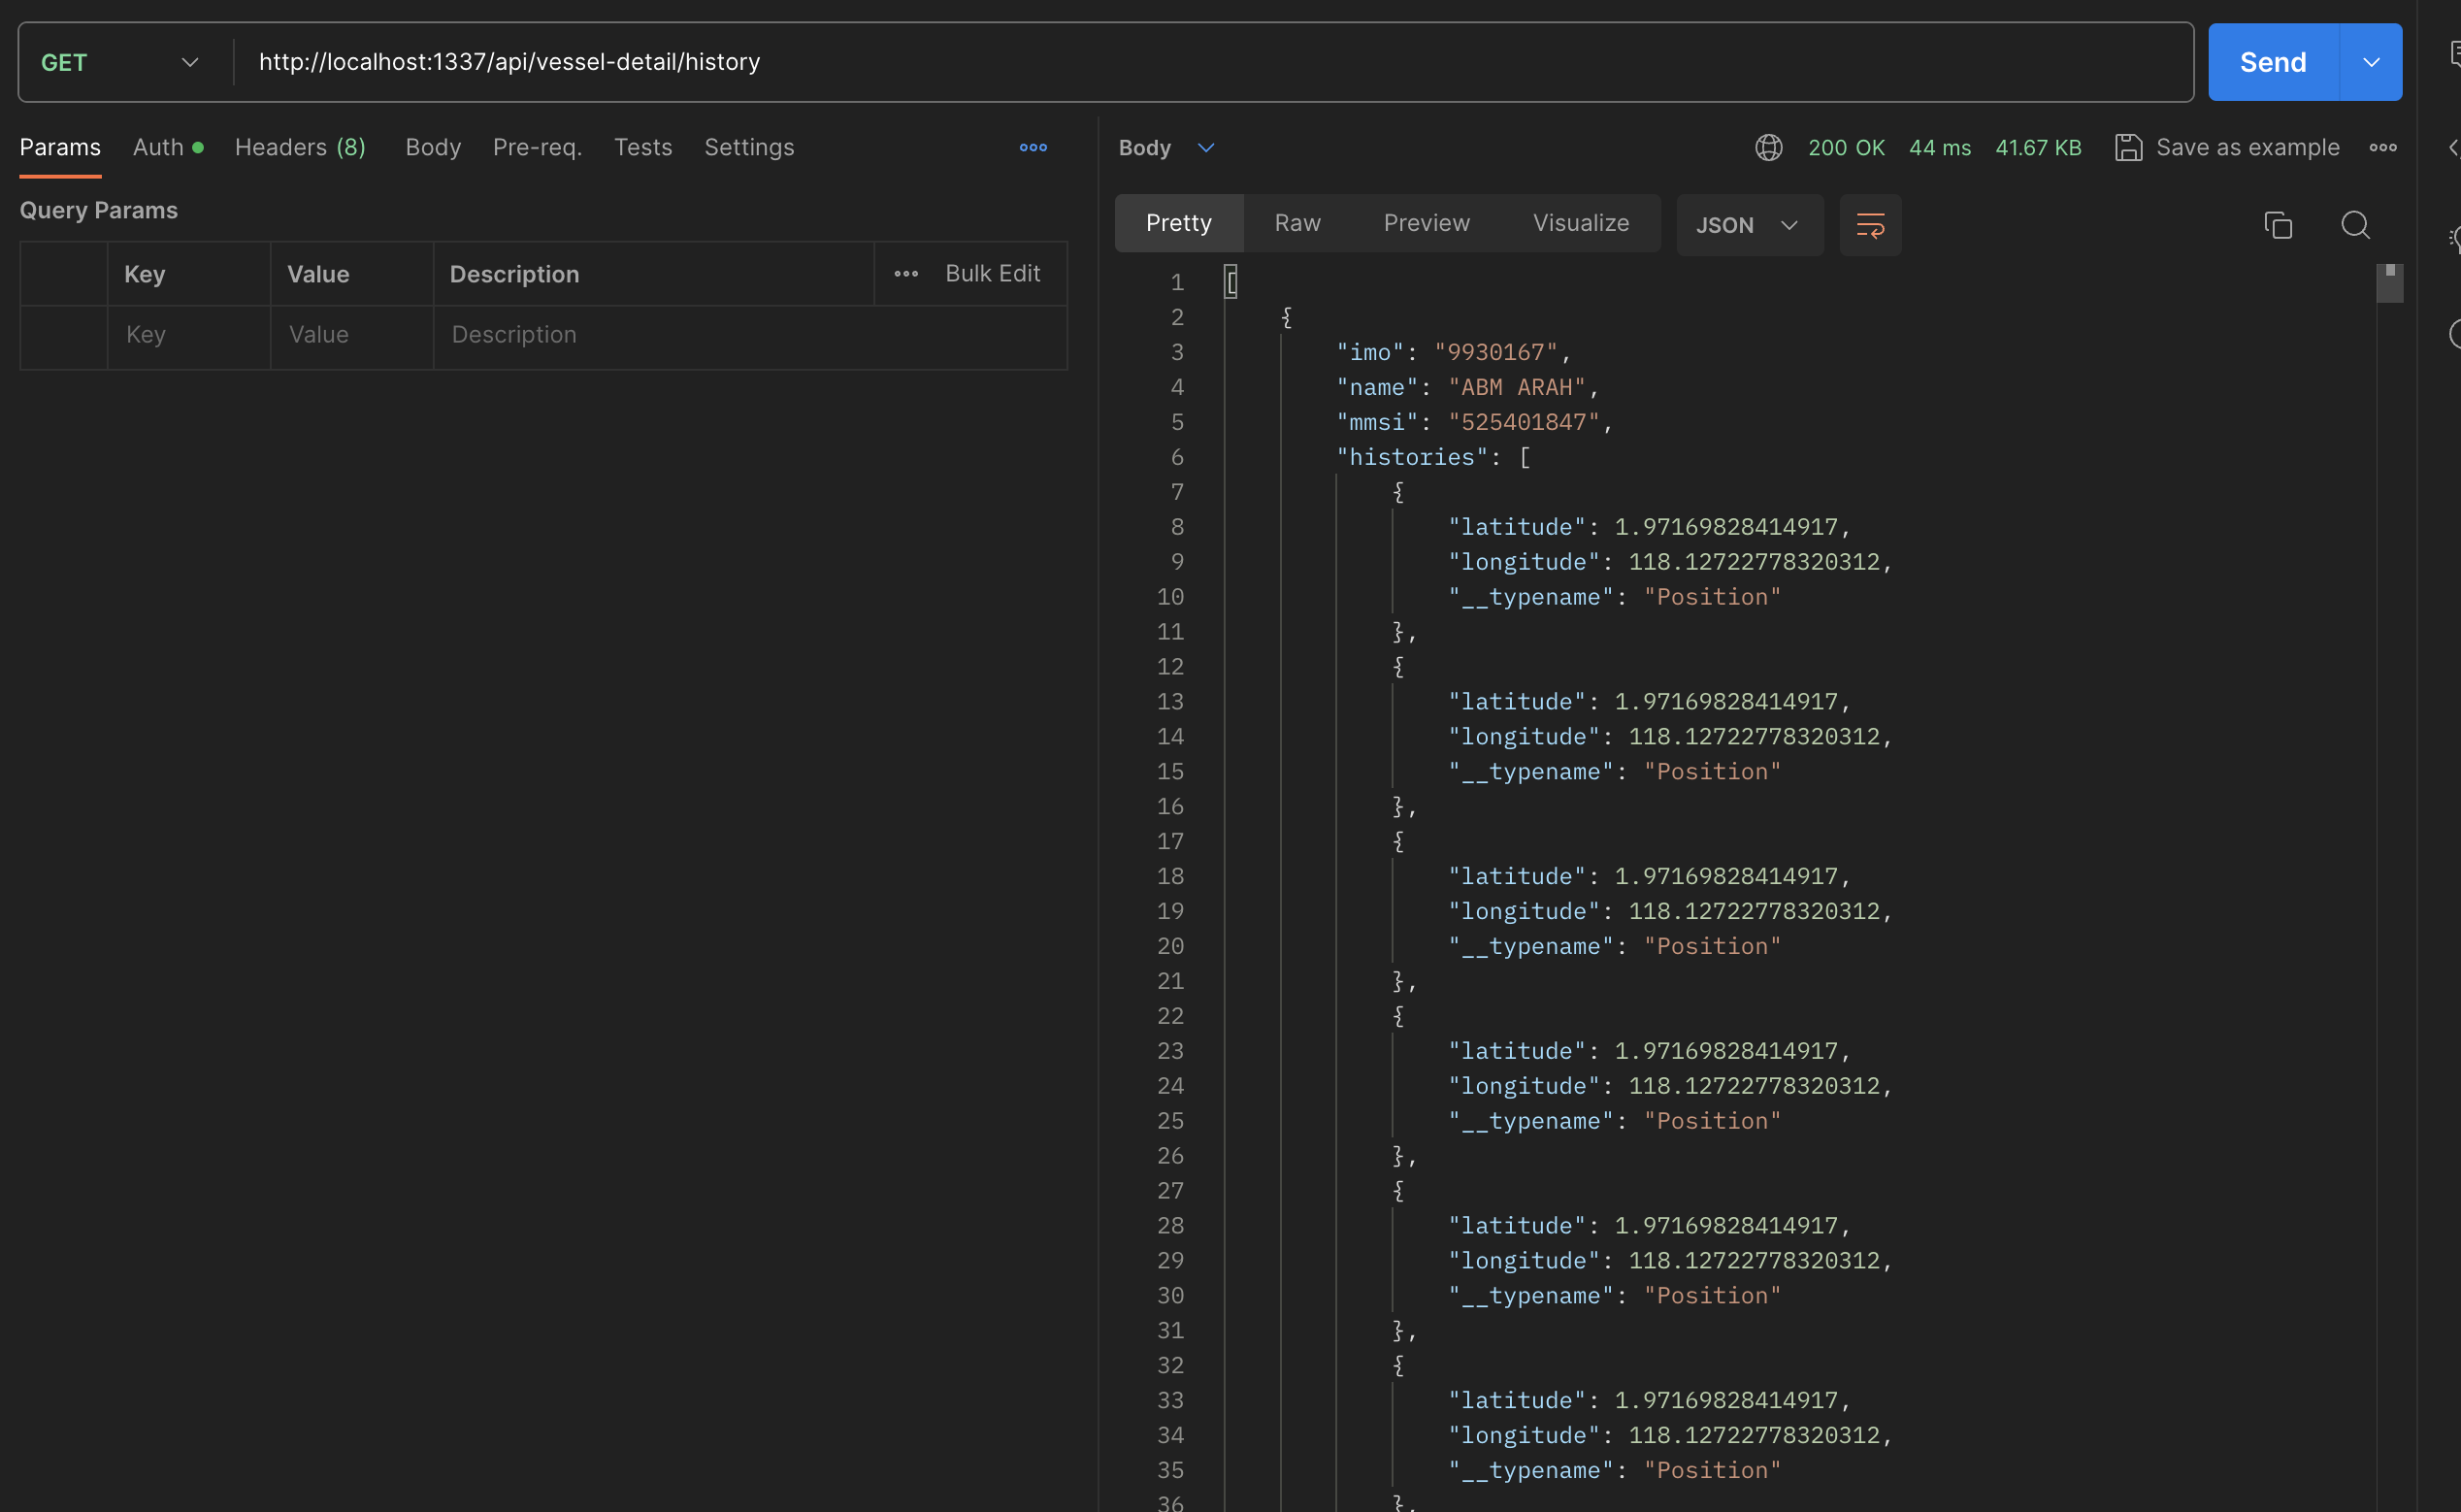 GET http://localhost:1337/api/vessel-detail/history Send
Params Auth Headers (8) Body Pre-req. Tests Settings
Query Params
Key Value Description Bulk Edit
Key Value Description
Body 200 OK 44 ms 41.67 KB Save as example
Pretty Raw Preview Visualize JSON
1 [
2 {
3 "imo": "9930167",
4 "name": "ABM ARAH",
5 "mmsi": "525401847",
6 "histories": [
7 {
8 "latitude": 1.97169828414917,
9 "longitude": 118.12722778320312,
10 "__typename": "Position"
11 },
12 {
13 "latitude": 1.97169828414917,
14 "longitude": 118.12722778320312,
15 "__typename": "Position"
16 },
17 {
18 "latitude": 1.97169828414917,
19 "longitude": 118.12722778320312,
20 "__typename": "Position"
21 },
22 {
23 "latitude": 1.97169828414917,
24 "longitude": 118.12722778320312,
25 "__typename": "Position"
26 },
27 {
28 "latitude": 1.97169828414917,
29 "longitude": 118.12722778320312,
30 "__typename": "Position"
31 },
32 {
33 "latitude": 1.97169828414917,
34 "longitude": 118.12722778320312,
35 "__typename": "Position"
36 },